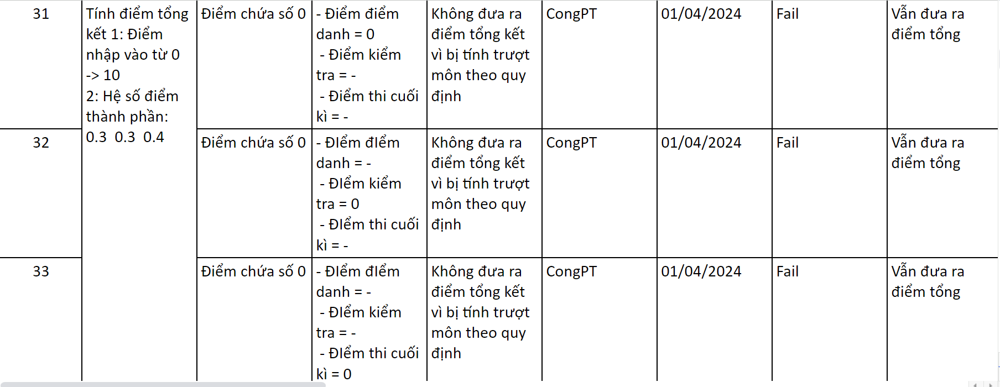 31
Tính điểm tổng
kết 1: Điểm
nhập vào từ 0
-> 10
2: Hệ số điểm
thành phần:
0.3  0.3  0.4
Điểm chứa số 0
- Điểm điểm
danh = 0
- Điểm kiểm
tra = -
- Điểm thi cuối
kì = -
Không đưa ra
điểm tổng kết
vì bị tính trượt
môn theo quy
định
CongPT
01/04/2024
Fail
Vẫn đưa ra
điểm tổng
32
Điểm chứa số 0
- ĐIểm đIểm
danh = -
- ĐIểm kiểm
tra = 0
- ĐIểm thi cuối
kì = -
Không đưa ra
điểm tổng kết
vì bị tính trượt
môn theo quy
định
CongPT
01/04/2024
Fail
Vẫn đưa ra
điểm tổng
33
Điểm chứa số 0
- ĐIểm đIểm
danh = -
- ĐIểm kiểm
tra = -
- ĐIểm thi cuối
kì = 0
Không đưa ra
điểm tổng kết
vì bị tính trượt
môn theo quy
định
CongPT
01/04/2024
Fail
Vẫn đưa ra
điểm tổng